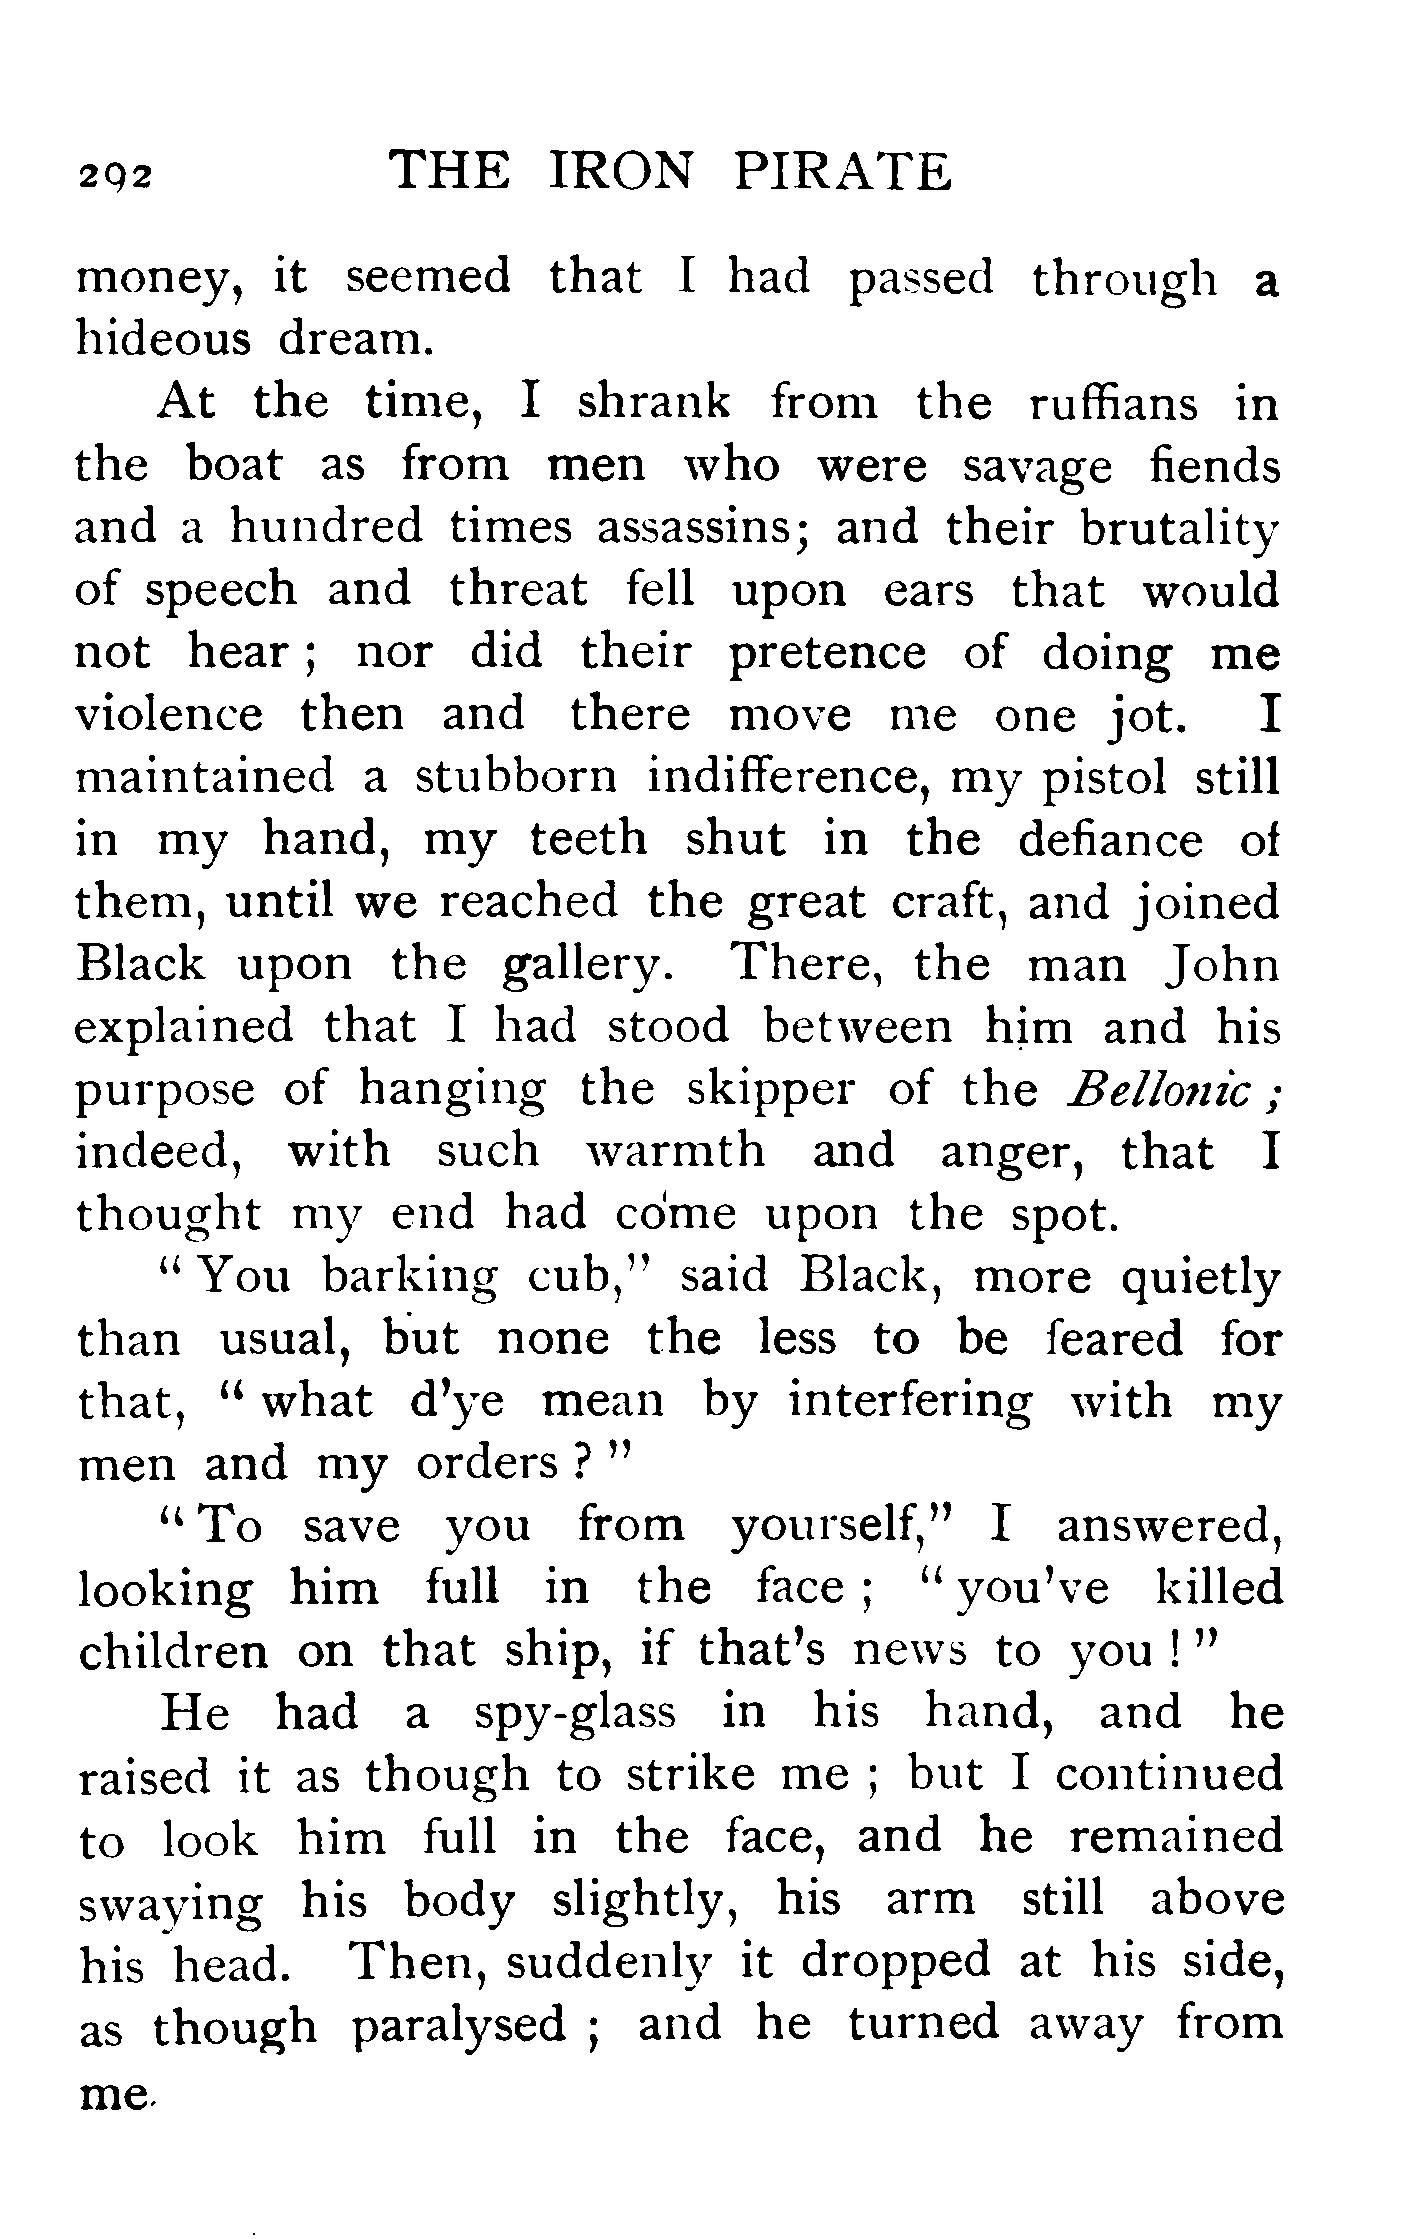 292 THE IRON PIRATE
money, it seemed that I had passed through a
hideous dream.
At the time, I shrank from the ruffians in
the boat as from men who were savage fiends
and a hundred times assassins; and their brutality
of speech and threat fell upon ears that would
not hear ; nor did their pretence of doing me
violence then and there move me one jot. I
maintained a stubborn indifference, my pistol still
in my hand, my teeth shut in the defiance of
them, until we reached the great craft, and joined
Black upon the gallery. There, the man John
explained that I had stood between him and his
purpose of hanging the skipper of the Bellonic ;
indeed, with such warmth and anger, that I
thought my end had come upon the spot.
" You barking cub," said Black, more quietly
than usual, but none the less to be feared for
that, " what d'ye mean by interfering with my
men and my orders ? "
" To save you from yourself," I answered,
looking him full in the face ; " you've killed
children on that ship, if that's news to you ! "
He had a spy-glass in his hand, and he
raised it as though to strike me ; but I continued
to look him full in the face, and he remained
swaying his body slightly, his arm still above
his head. Then, suddenly it dropped at his side,
as though paralysed ; and he turned away from
me.